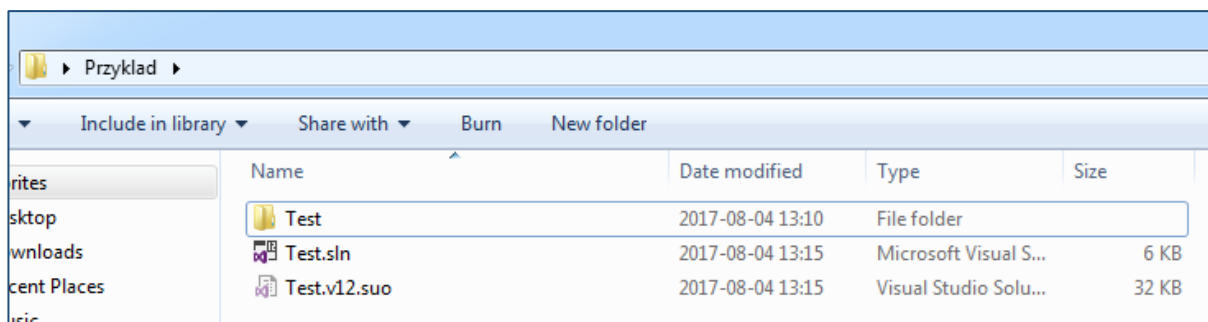 Przyklad
Include in library Share with Burn New folder
Name Date modified Type Size
rites
Test 2017-08-04 13:10 File folder
sktop
Test.sln 2017-08-04 13:15 Microsoft Visual S... 6 KB
wnloads
Test.v12.suo 2017-08-04 13:15 Visual Studio Solu... 32 KB
cent Places